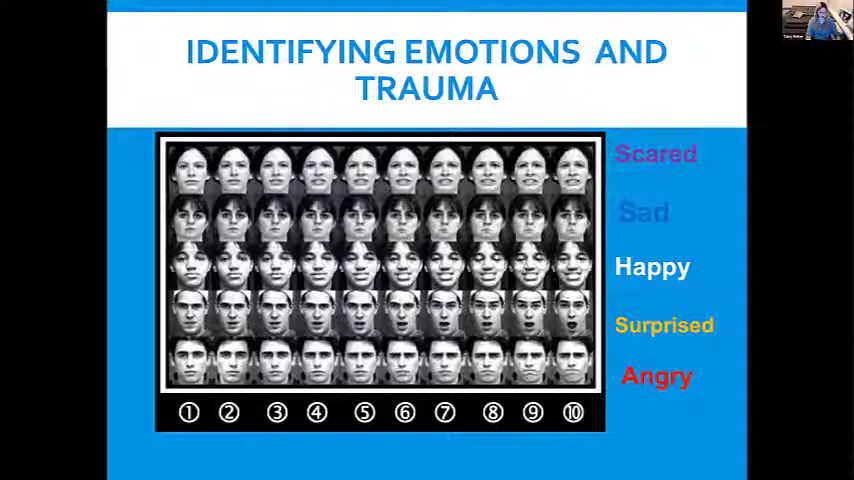 IDENTIFYING EMOTIONS AND
TRAUMA
Scared
Sad
Happy
Surprised
Angry
① ② ③ ④ ⑤ ⑥ ⑦ ⑧ ⑨ ⑩